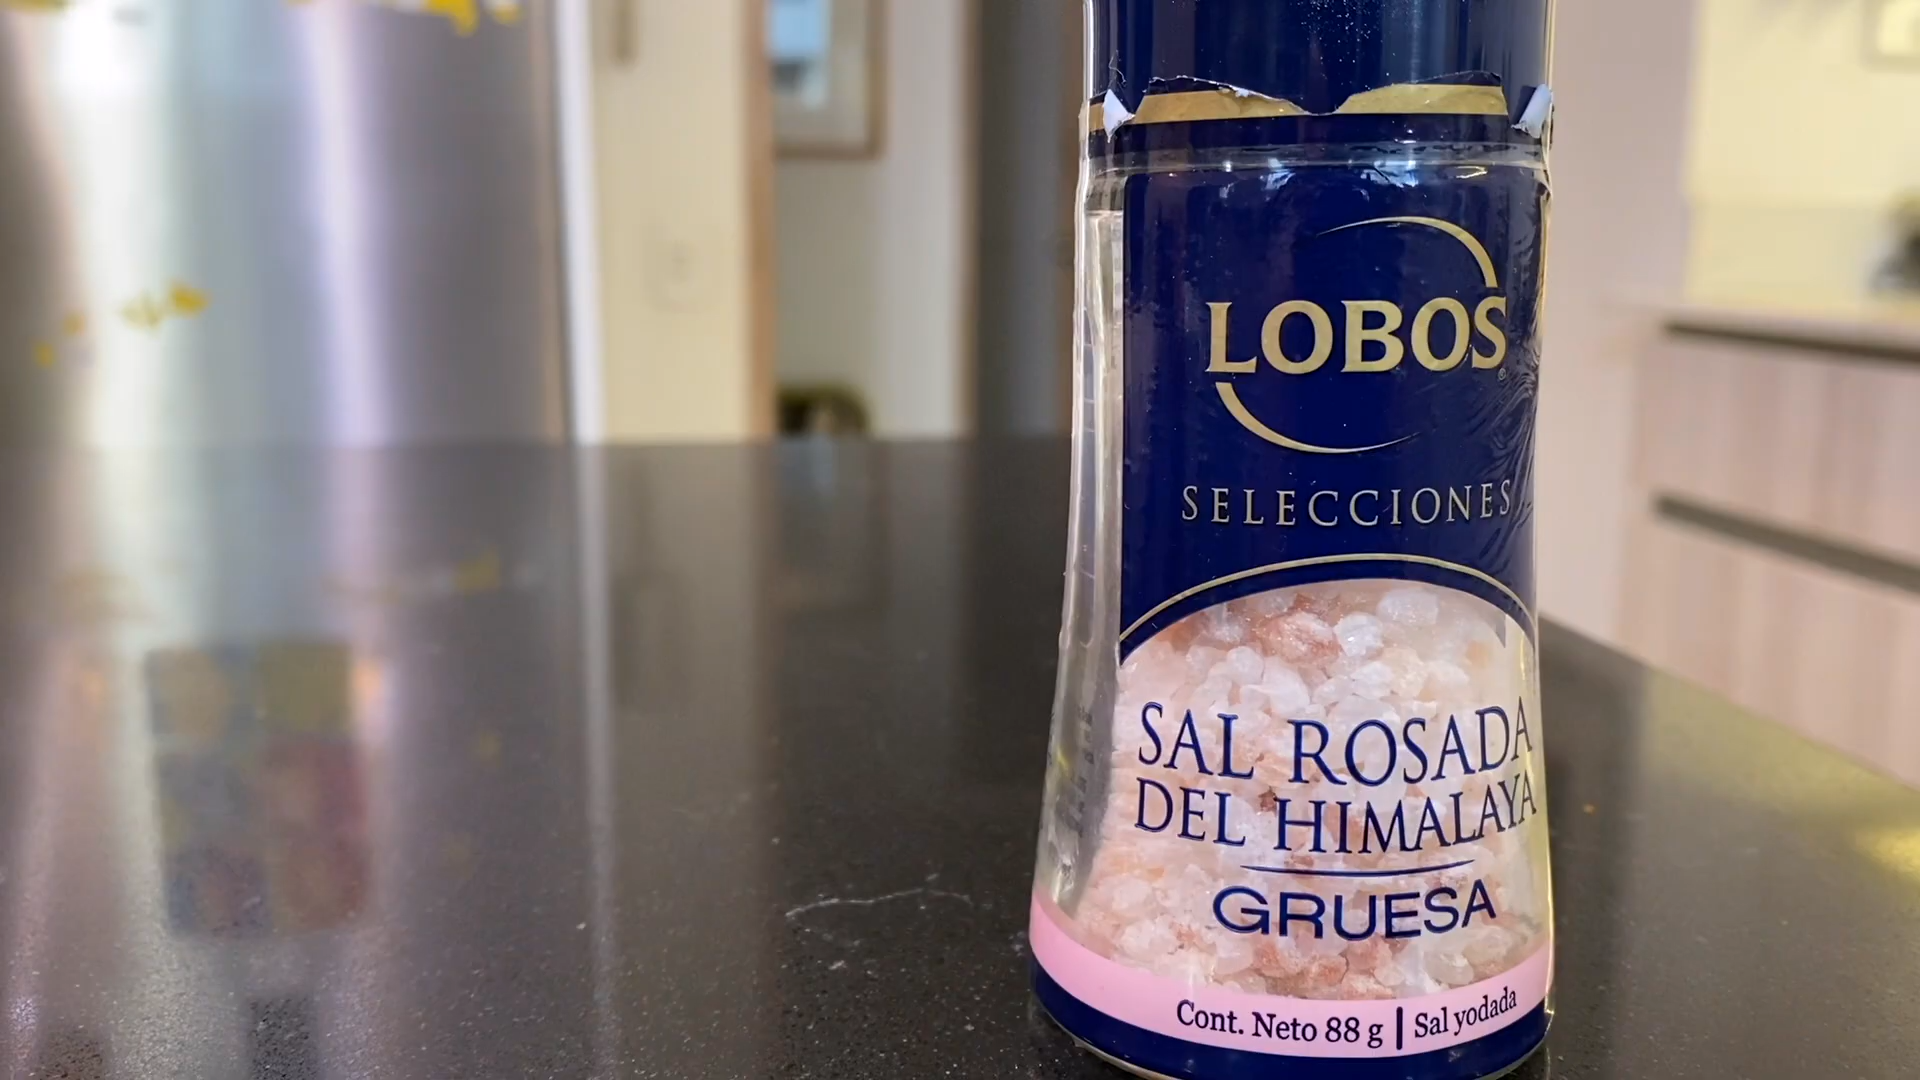 LOBOS
SELECCIONES
SAL ROSADA
DEL HIMALAYA
GRUESA
Cont. Neto 88 g | Sal yodada